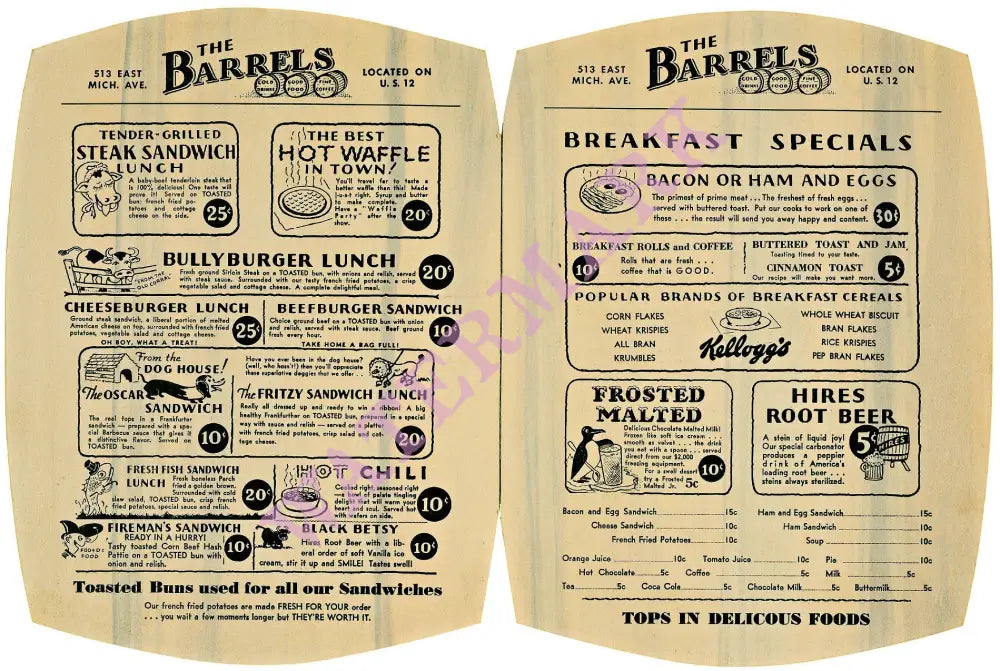 THE
BARRELS
513 EAST
MICH. AVE.
COLD
DRINKS
GOOD
FOOD
FINE
COFFEE
LOCATED ON
U. S. 12
TENDER-GRILLED
STEAK SANDWICH
LUNCH
A baby-beef tenderloin steak that
is 100% delicious! One taste will
prove it! Served on TOASTED
bun; french fried po-
tatoes and cottage
cheese on the side.
25¢
THE BEST
HOT WAFFLE
IN TOWN!
You'll travel far to taste a
better waffle than this! Made
just right. Syrup and butter
to make complete.
Have a "Waffle
Party" after the
show.
20¢
BULLYBURGER LUNCH
Fresh ground Sirloin Steak on a TOASTED bun, with onions and relish, served
with steak sauce. Surrounded with our tasty french fried potatoes, a crisp
vegetable salad and cottage cheese. A complete delightful meal.
20¢
"FROM THE
OLD CORRAL"
CHEESEBURGER LUNCH
Ground steak sandwich, a liberal portion of melted
American cheese on top, surrounded with french fried
potatoes, vegetable salad and cottage cheese.
OH BOY, WHAT A TREAT!
25¢
BEEFBURGER SANDWICH
Choice ground beef on a TOASTED bun with onion
and relish, served with steak sauce. Beef ground
fresh every hour.
TAKE HOME A BAG FULL!
10¢
From the
DOG HOUSE!
The OSCAR
SANDWICH
The real tops in a Frankfurter
sandwich — prepared with a spe-
cial Barbecue sauce that gives it
a distinctive flavor. Served on
TOASTED bun.
10¢
Have you ever been in the dog house?
(well, who hasn't!) then you'll appreciate
these superlative doggies that we offer . . .
The FRITZY SANDWICH LUNCH
Really all dressed up and ready to win a ribbon! A big
healthy Frankfurther on TOASTED bun, prepared in a special
way with sauce and relish — served on platter
with french fried potatoes, crisp salad and cot-
tage cheese.
20¢
FRESH FISH SANDWICH
LUNCH
Fresh boneless Perch
fried a golden brown.
Surrounded with cold
slaw salad, TOASTED bun, crisp french
fried potatoes, special sauce and relish.
20¢
HOT CHILI
Cooked right, seasoned right
—a bowl of palate tingling
delight that will warm your
heart and soul. Served hot
with wafers on side.
10¢
FIREMAN'S SANDWICH
READY IN A HURRY!
Tasty toasted Corn Beef Hash
Pattie on a TOASTED bun with
onion and relish.
10¢
FOOD
BLACK BETSY
Hires Root Beer with a lib-
eral order of soft Vanilla ice
cream, stir it up and SMILE! Tastes swell!
10¢
Toasted Buns used for all our Sandwiches
Our french fried potatoes are made FRESH FOR YOUR order
. . . you wait a few moments longer but THEY'RE WORTH IT.
THE
BARRELS
513 EAST
MICH. AVE.
COLD
DRINKS
GOOD
FOOD
FINE
COFFEE
LOCATED ON
U. S. 12
BREAKFAST SPECIALS
BACON OR HAM AND EGGS
The primest of prime meat . . . The freshest of fresh eggs . . .
served with buttered toast. Put our cooks to work on one of
these . . . the result will send you away happy and content.
30¢
BREAKFAST ROLLS and COFFEE
Rolls that are fresh . . .
coffee that is GOOD.
10¢
BUTTERED TOAST AND JAM,
Toasting timed to your taste.
CINNAMON TOAST
Our recipe will make you want more.
5¢
POPULAR BRANDS OF BREAKFAST CEREALS
CORN FLAKES
WHEAT KRISPIES
ALL BRAN
KRUMBLES
Kellogg's
WHOLE WHEAT BISCUIT
BRAN FLAKES
RICE KRISPIES
PEP BRAN FLAKES
FROSTED
MALTED
Delicious Chocolate Malted Milk!
Frozen like soft ice cream . . .
smooth as velvet . . . the drink
you eat with a spoon . . . served
direct from our $2,000
freezing equipment.
For a small dessert
try a Frosted
Malted Jr. 5c
10¢
HIRES
ROOT BEER
A stein of liquid joy!
Our special carbonator
produces a peppier
drink of America's
leading root beer . . .
steins always sterilized.
5¢
HIRES
Bacon and Egg Sandwich 15c
Cheese Sandwich 10c
French Fried Potatoes 10c
Ham and Egg Sandwich 15c
Ham Sandwich 10c
Soup 10c
Orange Juice 10c Tomato Juice 10c Pie 10c
Hot Chocolate 5c Coffee 5c Milk 5c
Tea 5c Coca Cola 5c Chocolate Milk 5c Buttermilk 5c
TOPS IN DELICOUS FOODS
WATERMARK